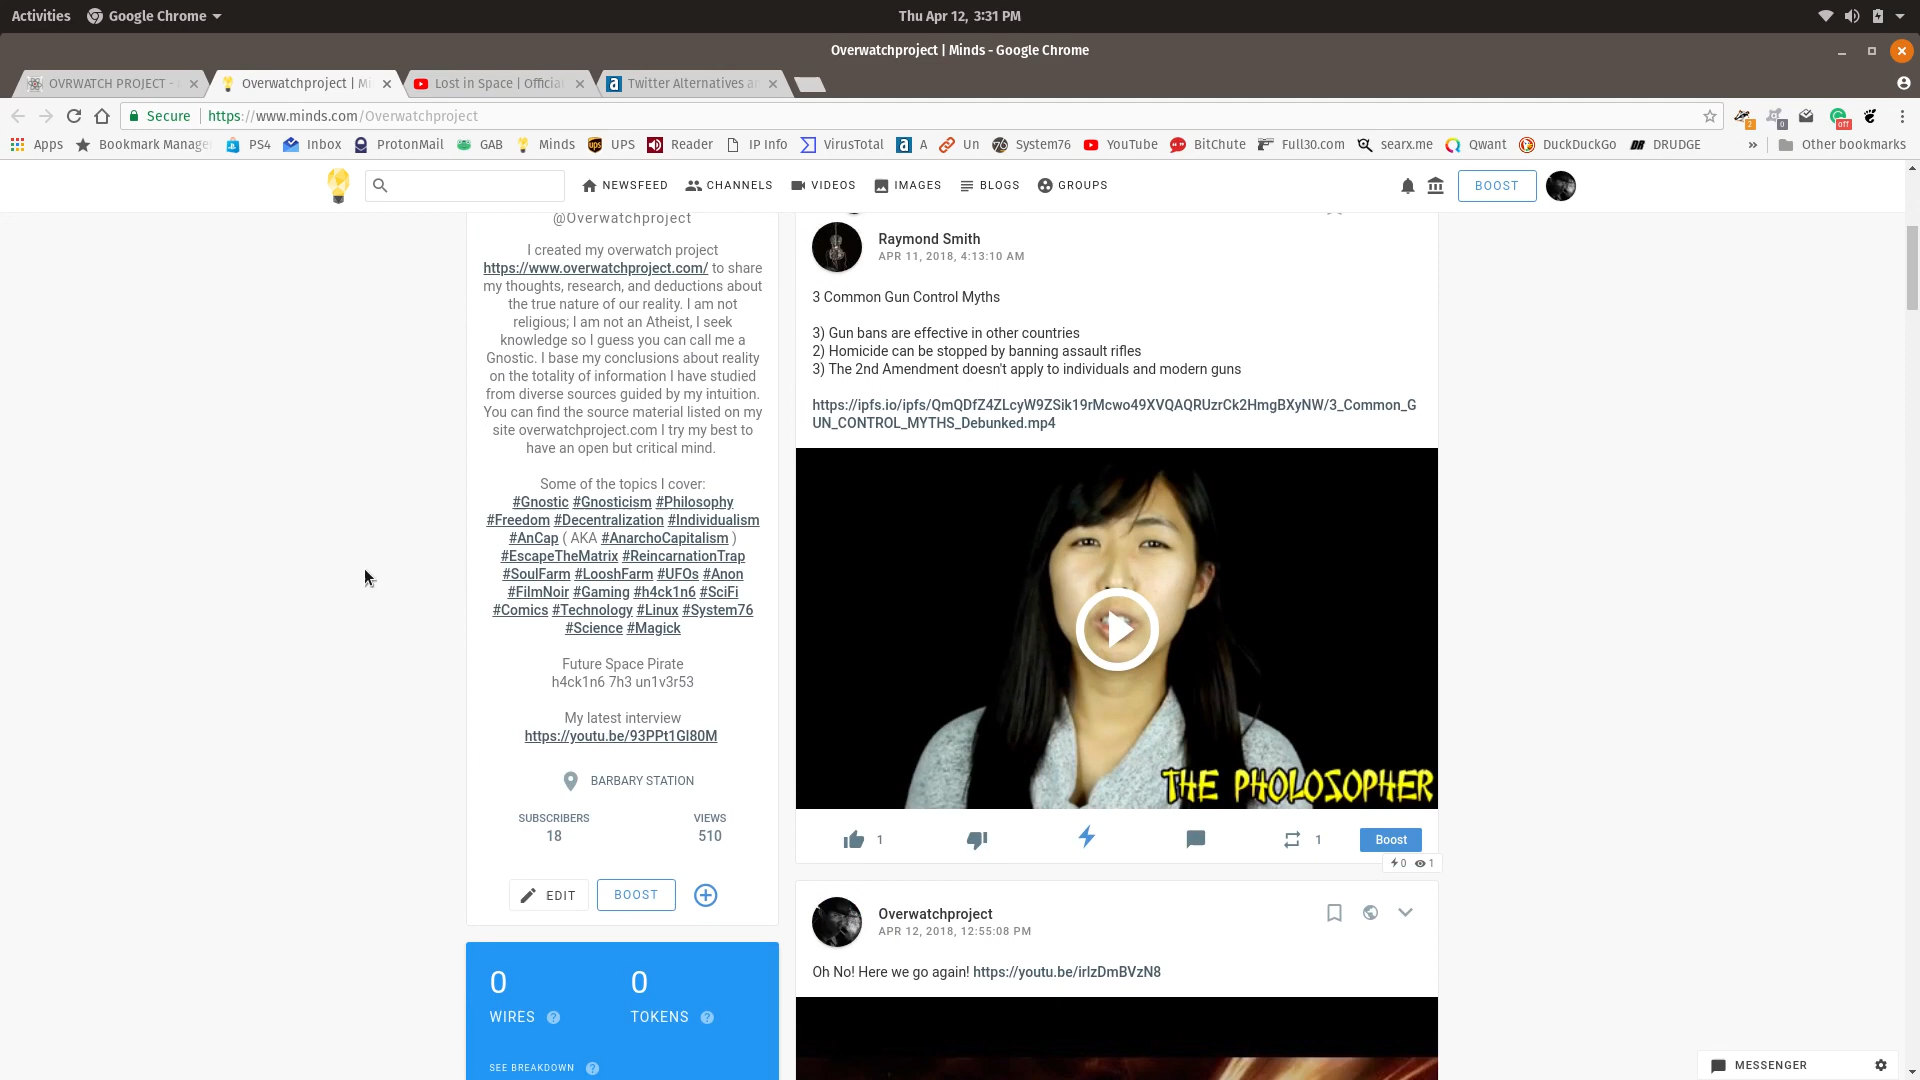 Activities
Google Chrome
Thu Apr 12, 3:31 PM
Overwatchproject | Minds - Google Chrome
OVRWATCH PROJECT -
Overwatchproject | Mi
Lost in Space | Official
Twitter Alternatives a
Secure
https://www.minds.com/Overwatchproject
2
0
off
Apps
Bookmark Manage
PS4
Inbox
ProtonMail
GAB
Minds
UPS
Reader
IP Info
VirusTotal
A
Un
System76
YouTube
BitChute
Full30.com
searx.me
Qwant
DuckDuckGo
DRUDGE
»
Other bookmarks
NEWSFEED
CHANNELS
VIDEOS
IMAGES
BLOGS
GROUPS
BOOST
@Overwatchproject
I created my overwatch project
https://www.overwatchproject.com/ to share
my thoughts, research, and deductions about
the true nature of our reality. I am not
religious; I am not an Atheist, I seek
knowledge so I guess you can call me a
Gnostic. I base my conclusions about reality
on the totality of information I have studied
from diverse sources guided by my intuition.
You can find the source material listed on my
site overwatchproject.com I try my best to
have an open but critical mind.
Some of the topics I cover:
#Gnostic #Gnosticism #Philosophy
#Freedom #Decentralization #Individualism
#AnCap ( AKA #AnarchoCapitalism )
#EscapeTheMatrix #ReincarnationTrap
#SoulFarm #LooshFarm #UFOs #Anon
#FilmNoir #Gaming #h4ck1n6 #SciFi
#Comics #Technology #Linux #System76
#Science #Magick
Future Space Pirate
h4ck1n6 7h3 un1v3r53
My latest interview
https://youtu.be/93PPt1GI80M
BARBARY STATION
SUBSCRIBERS
18
VIEWS
510
EDIT
BOOST
0
WIRES ?
0
TOKENS ?
SEE BREAKDOWN ?
Raymond Smith
APR 11, 2018, 4:13:10 AM
3 Common Gun Control Myths
3) Gun bans are effective in other countries
2) Homicide can be stopped by banning assault rifles
3) The 2nd Amendment doesn't apply to individuals and modern guns
https://ipfs.io/ipfs/QmQDfZ4ZLcyW9ZSik19rMcwo49XVQAQRUzrCk2HmgBXyNW/3_Common_G
UN_CONTROL_MYTHS_Debunked.mp4
THE PHOLOSOPHER
1
1
Boost
0
1
Overwatchproject
APR 12, 2018, 12:55:08 PM
Oh No! Here we go again! https://youtu.be/irlzDmBVzN8
MESSENGER